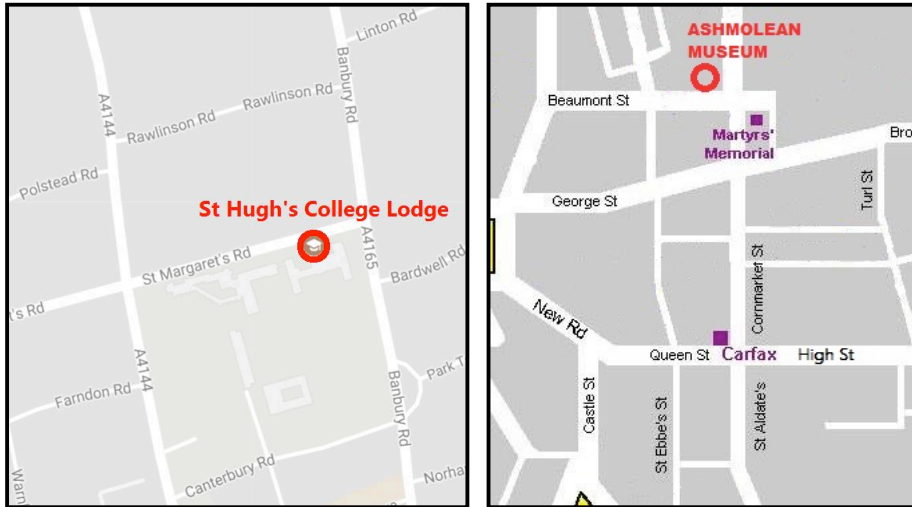 Linton Rd
Banbury Rd
A4144
Rawlinson Rd
Rawlinson Rd
Polstead Rd
St Hugh's College Lodge
St Margaret's Rd
A4165
Bardwell Rd
t's Rd
A4144
Farndon Rd
Banbury Rd
Park T
Canterbury Rd
Warn
Norha
ASHMOLEAN
MUSEUM
Beaumont St
Martyrs'
Memorial
Bro
Turl St
George St
Cornmarket St
New Rd
Queen St
Carfax
High St
Castle St
St Ebbe's St
St Aldate's